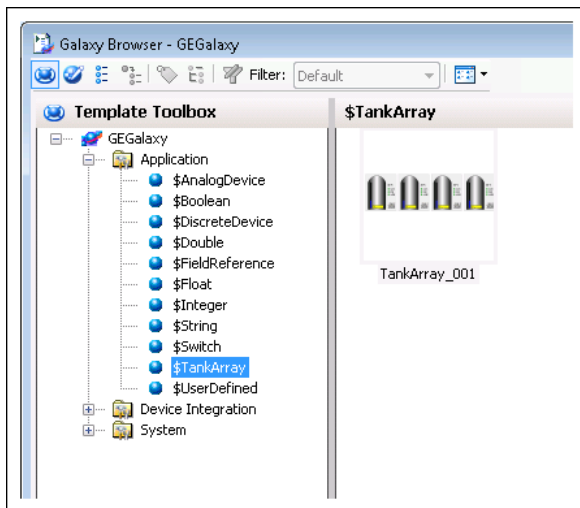 Galaxy Browser - GEGalaxy
Filter: Default
Template Toolbox
$TankArray
GEGalaxy
Application
$AnalogDevice
$Boolean
$DiscreteDevice
$Double
$FieldReference
$Float
$Integer
$String
$Switch
$TankArray
$UserDefined
Device Integration
System
TankArray_001